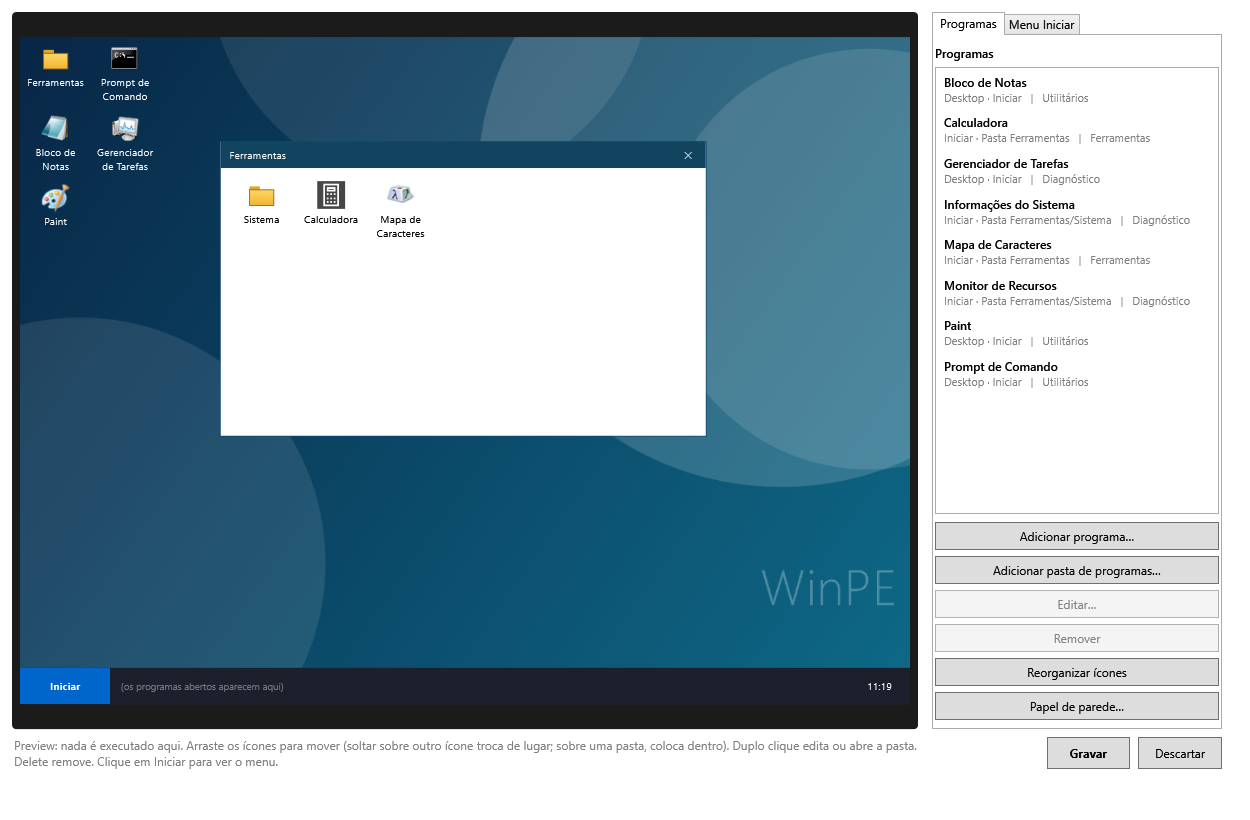 Ferramentas
Prompt de
Comando
Bloco de
Notas
Gerenciador
de Tarefas
Paint
Ferramentas
Sistema
Calculadora
Mapa de
Caracteres
WinPE
Iniciar
(os programas abertos aparecem aqui)
11:19
Preview: nada é executado aqui. Arraste os ícones para mover (soltar sobre outro ícone troca de lugar; sobre uma pasta, coloca dentro). Duplo clique edita ou abre a pasta.
Delete remove. Clique em Iniciar para ver o menu.
Programas
Menu Iniciar
Programas
Bloco de Notas
Desktop · Iniciar | Utilitários
Calculadora
Iniciar · Pasta Ferramentas | Ferramentas
Gerenciador de Tarefas
Desktop · Iniciar | Diagnóstico
Informações do Sistema
Iniciar · Pasta Ferramentas/Sistema | Diagnóstico
Mapa de Caracteres
Iniciar · Pasta Ferramentas | Ferramentas
Monitor de Recursos
Iniciar · Pasta Ferramentas/Sistema | Diagnóstico
Paint
Desktop · Iniciar | Utilitários
Prompt de Comando
Desktop · Iniciar | Utilitários
Adicionar programa...
Adicionar pasta de programas...
Editar...
Remover
Reorganizar ícones
Papel de parede...
Gravar
Descartar